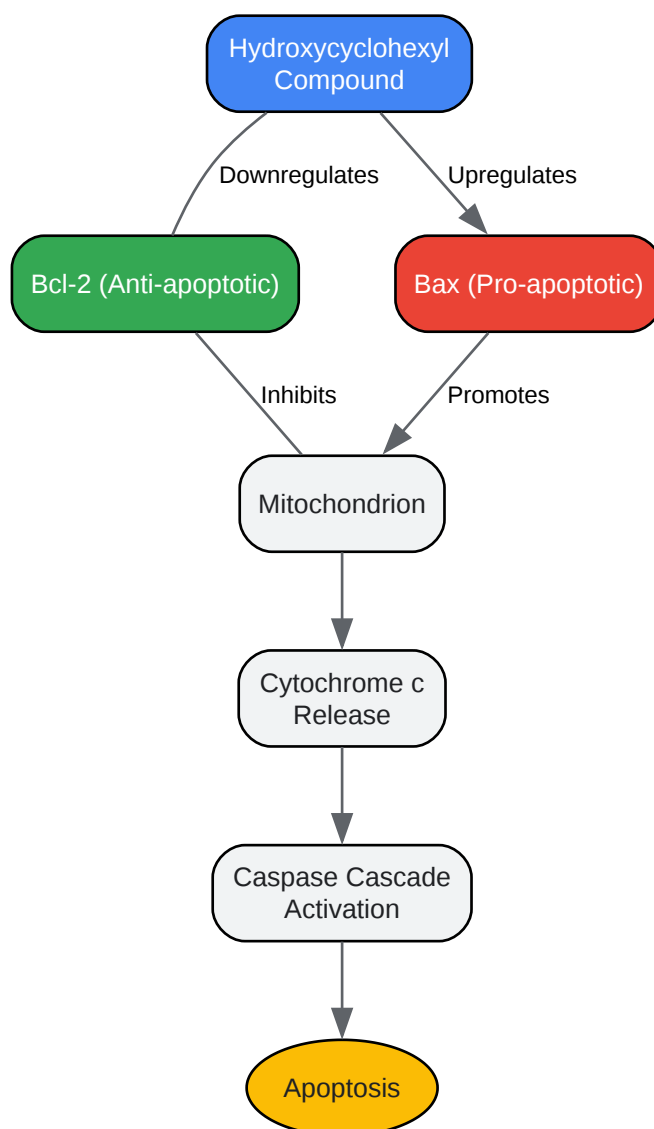 Hydroxycyclohexyl
Compound
Downregulates
Upregulates
Bcl-2 (Anti-apoptotic)
Bax (Pro-apoptotic)
Inhibits
Promotes
Mitochondrion
Cytochrome c
Release
Caspase Cascade
Activation
Apoptosis